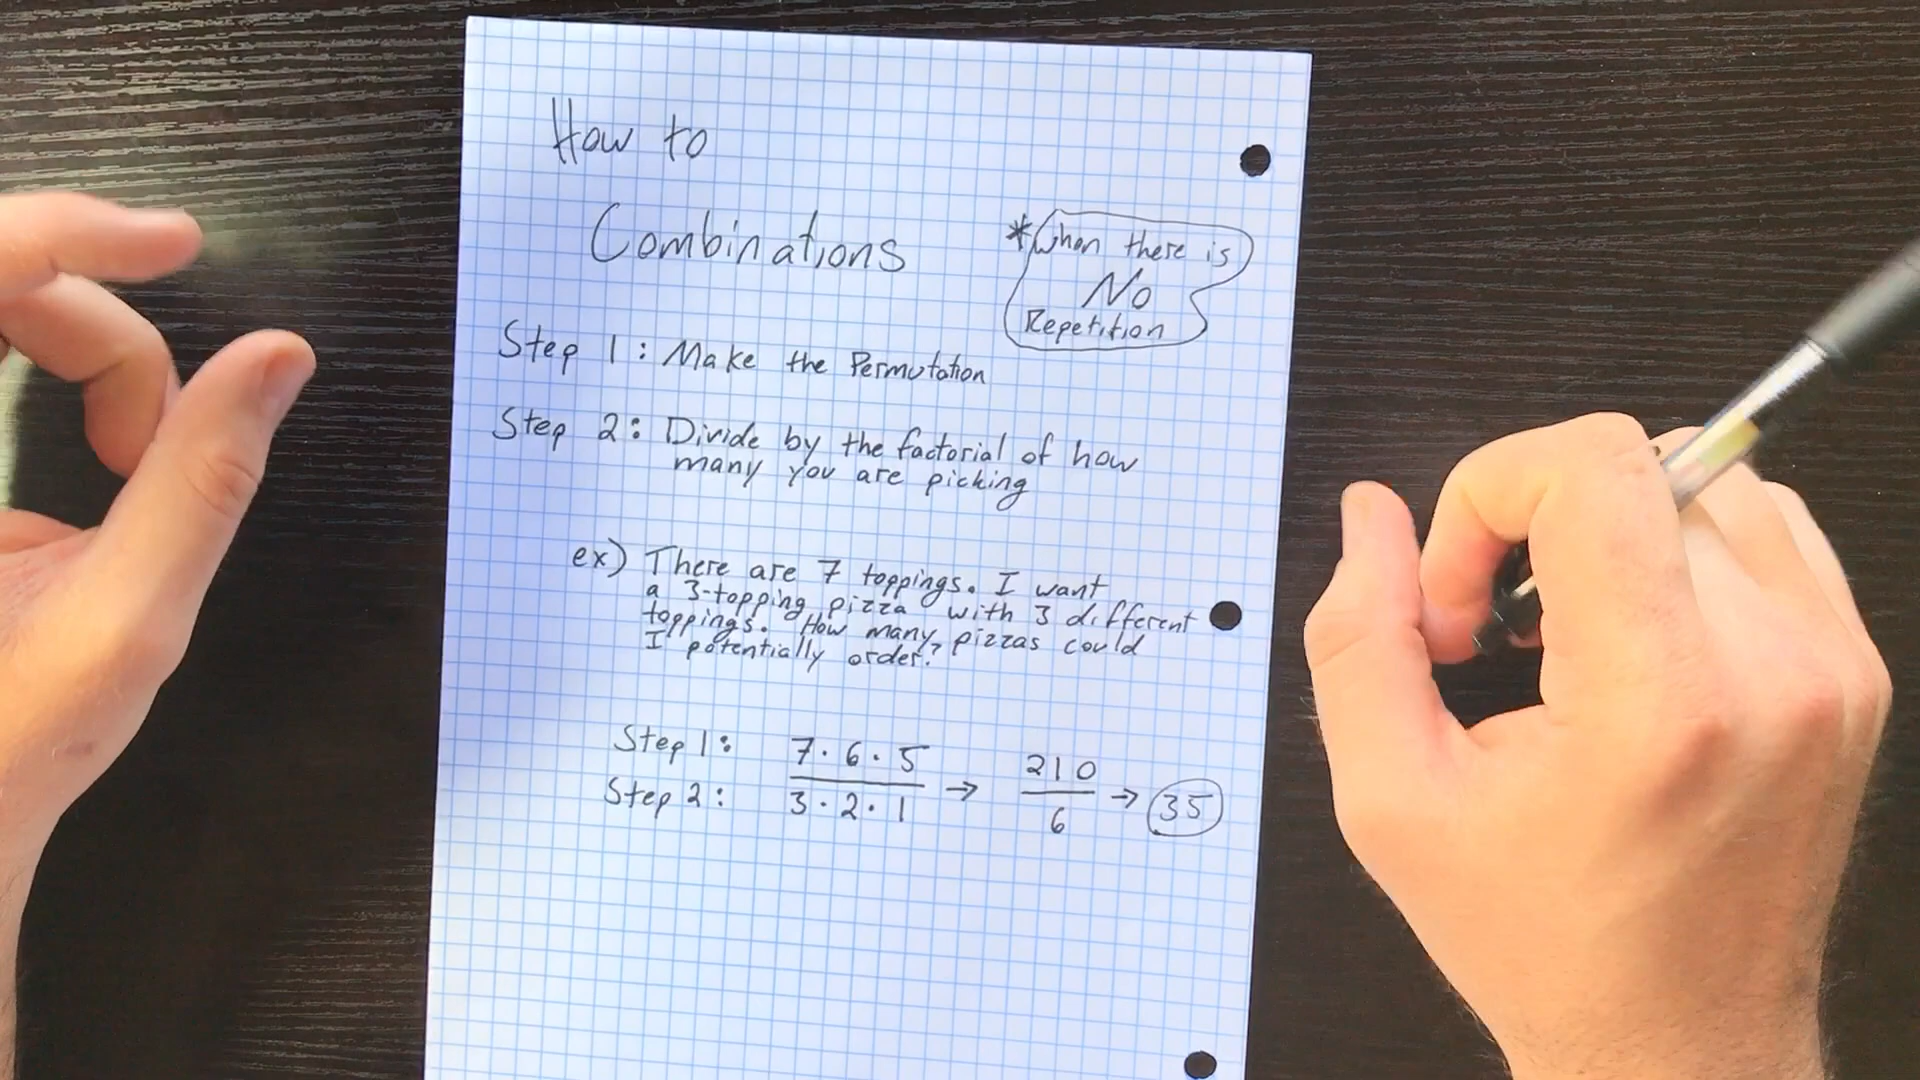 How to
Combinations
*When there is
No
Repetition
Step 1: Make the Permutation
Step 2: Divide by the factorial of how
many you are picking
ex) There are 7 toppings. I want
a 3-topping pizza with 3 different
toppings. How many pizzas could
I potentially order?
Step 1: 7·6·5
Step 2: 3·2·1 → 210/6 → 35